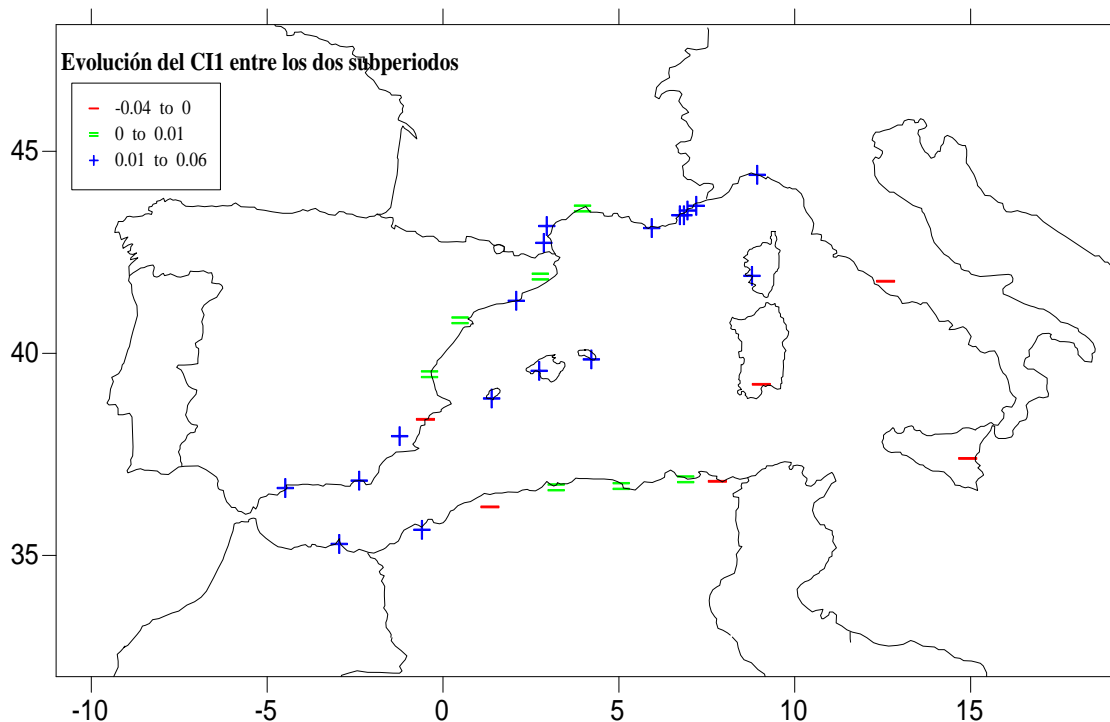 Evolución del CI1 entre los dos subperiodos
-0.04 to 0
0 to 0.01
0.01 to 0.06
45
40
35
-10 -5 0 5 10 15